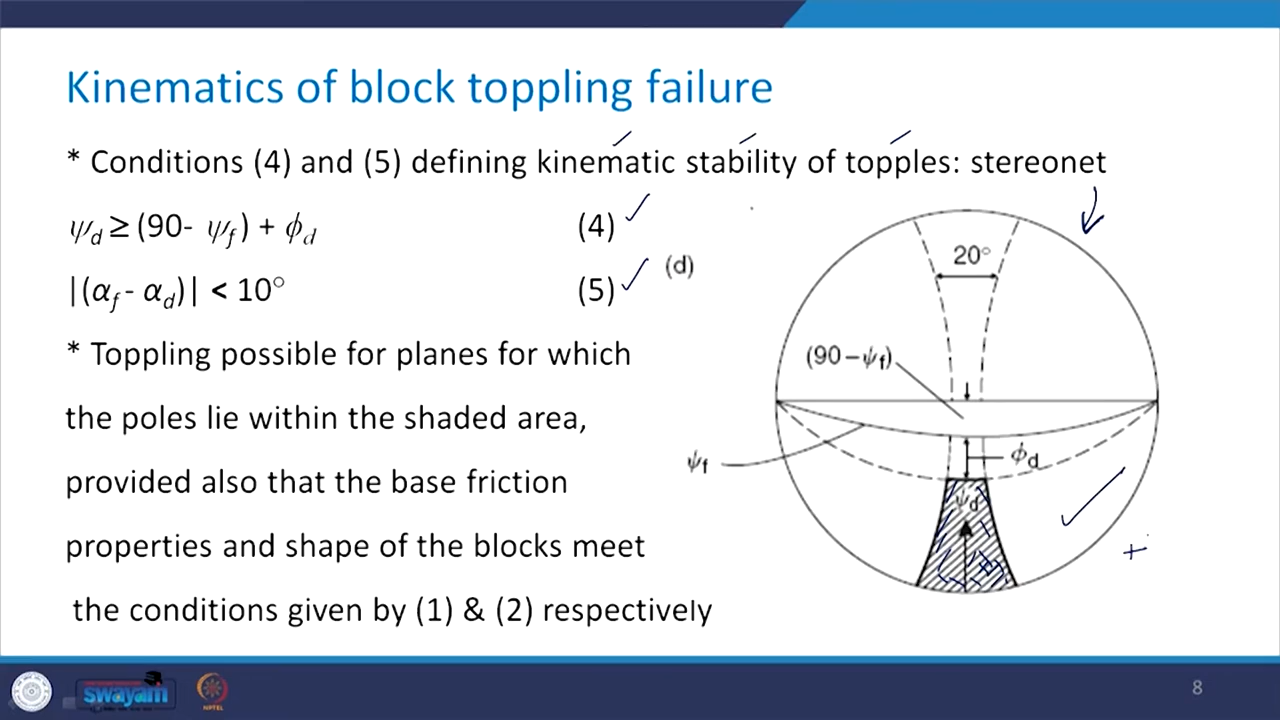 Kinematics of block toppling failure
* Conditions (4) and (5) defining kinematic stability of topples: stereonet
ψd ≥ (90- ψf) + ϕd (4)
|(αf - αd)| < 10° (5)
(d)
20°
(90−ψf)
ψf
ϕd
ψd
* Toppling possible for planes for which
the poles lie within the shaded area,
provided also that the base friction
properties and shape of the blocks meet
the conditions given by (1) & (2) respectively
swayam
NPTEL
8